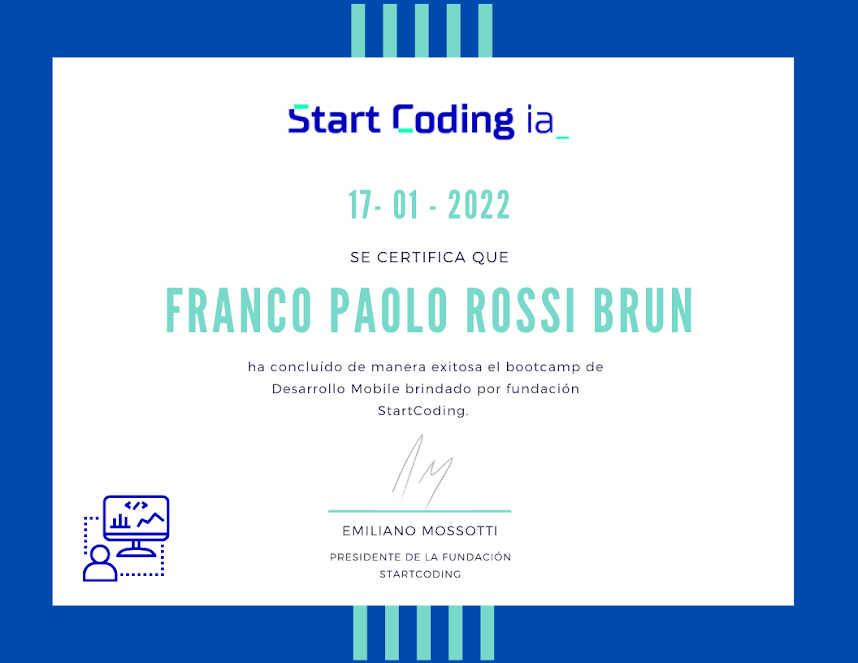 Start Coding ia_
17- 01 - 2022
SE CERTIFICA QUE
FRANCO PAOLO ROSSI BRUN
ha concluído de manera exitosa el bootcamp de
Desarrollo Mobile brindado por fundación
StartCoding.
EMILIANO MOSSOTTI
PRESIDENTE DE LA FUNDACIÓN
STARTCODING